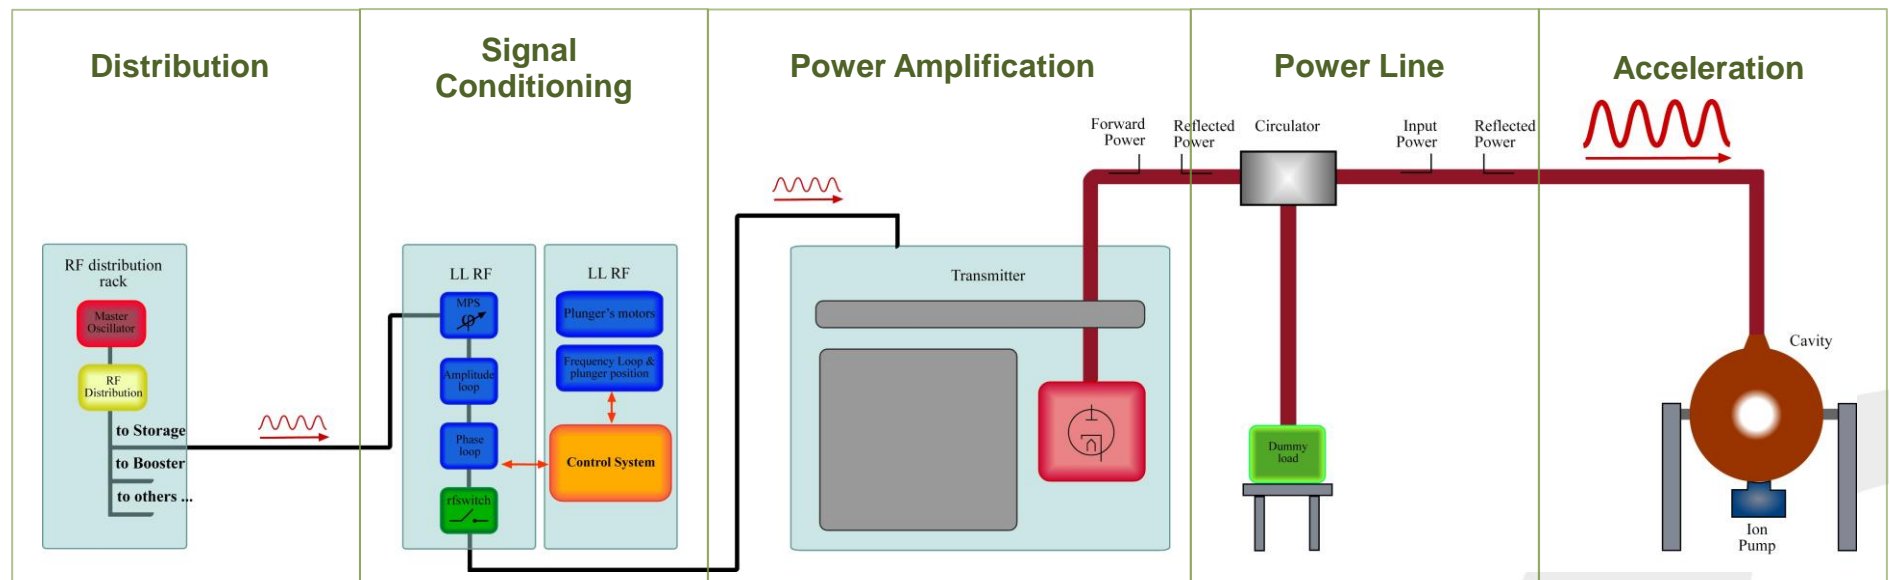 Distribution
Signal
Conditioning
Power Amplification
Power Line
Acceleration
Forward
Power
Reflected
Power
Circulator
Input
Power
Reflected
Power
RF distribution
rack
Master
Oscillator
RF
Distribution
to Storage
to Booster
to others ...
LL RF
MPS
φ
Amplitude
loop
Phase
loop
rfswitch
LL RF
Plunger's motors
Frequency Loop &
plunger position
Control System
Transmitter
Dummy
load
Cavity
Ion
Pump